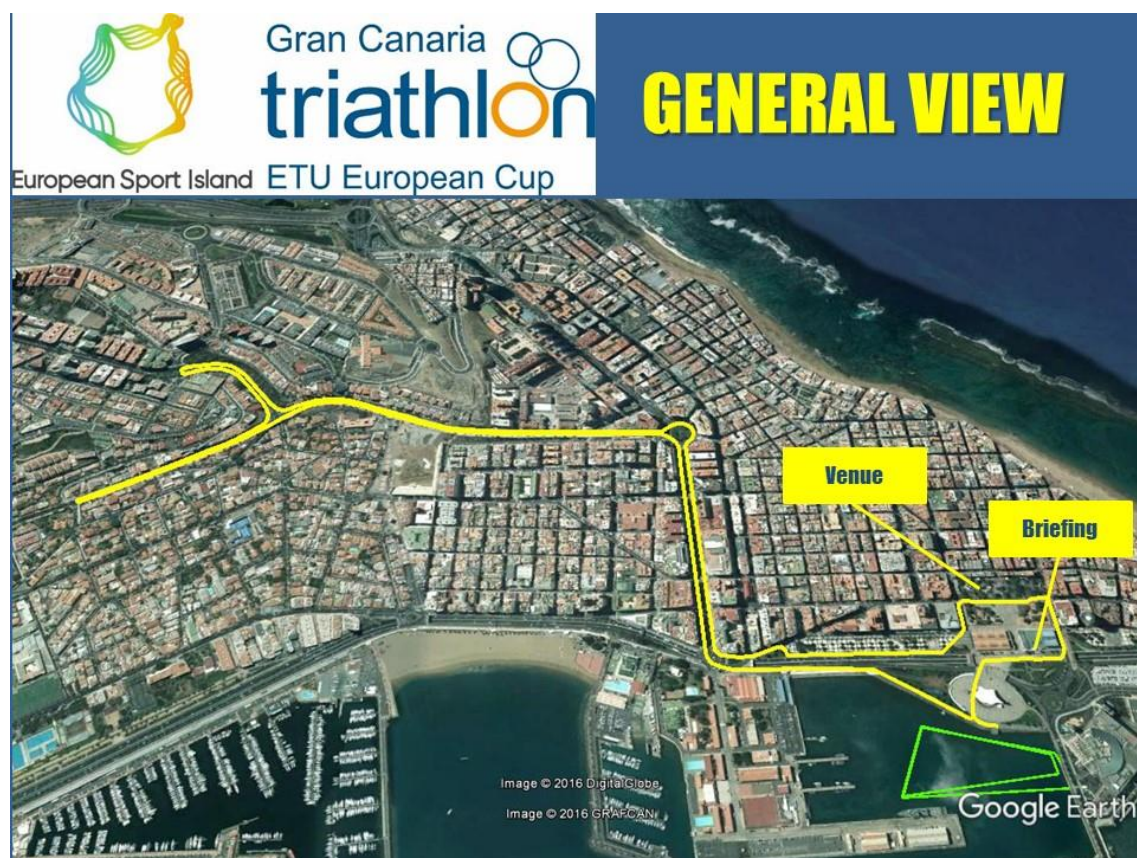 Gran Canaria
triathlon
European Sport Island
ETU European Cup
GENERAL VIEW
Venue
Briefing
Image © 2016 DigitalGlobe
Image © 2016 GRAFCAN
Google Earth